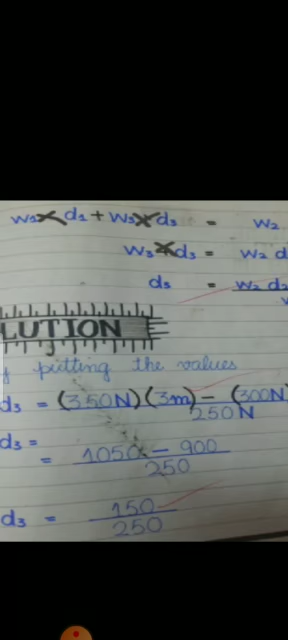 w₁ × d₁ + w₃ × d₃ = w₂
w₃ × d₃ = w₂ d
d₃ = w₂ d₂
LUTION
putting the values
d₃ = (350N)(3m) - (300N)
250N
d₃ =
= 1050 - 900
250
d₃ = 150
250